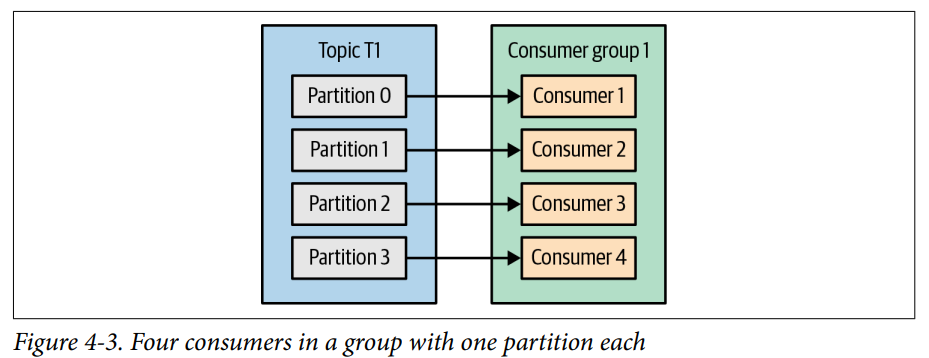 Topic T1
Partition 0
Partition 1
Partition 2
Partition 3
Consumer group 1
Consumer 1
Consumer 2
Consumer 3
Consumer 4
Figure 4-3. Four consumers in a group with one partition each